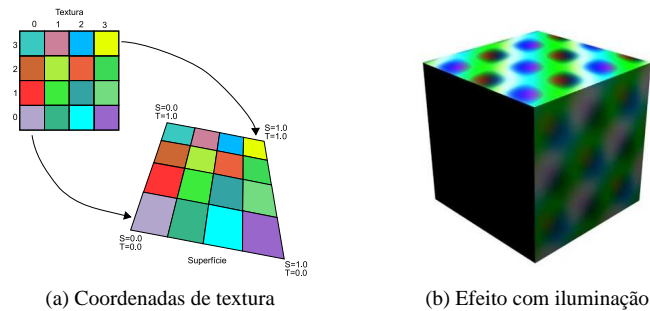 Textura
0 1 2 3
3
2
1
0
S=0.0
T=1.0
S=1.0
T=1.0
S=0.0
T=0.0
Superfície
S=1.0
T=0.0
(a) Coordenadas de textura
(b) Efeito com iluminação